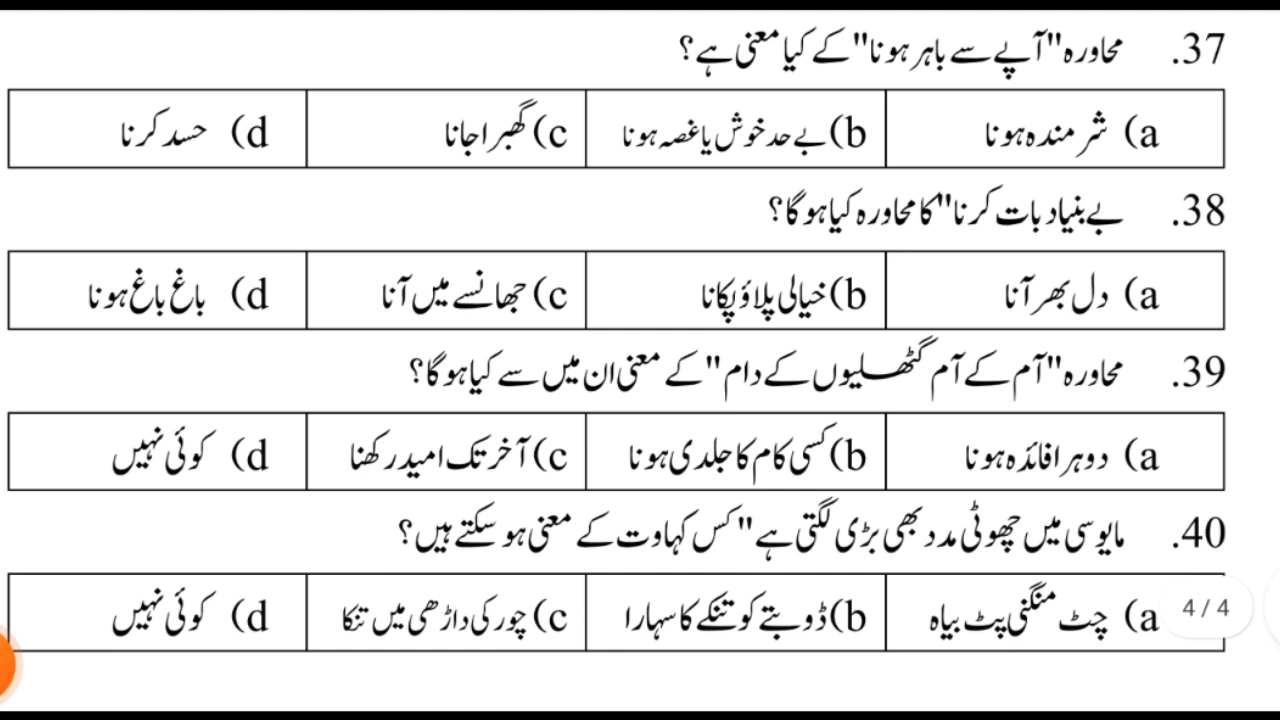 37. محاورہ "آپے سے باہر ہونا" کے کیا معنی ہے؟
a) شرمندہ ہونا b) بے حد خوش یا غصہ ہونا c) گھبرا جانا d) حسد کرنا
38. بے بنیاد بات کرنا" کا محاورہ کیا ہو گا؟
a) دل بھر آنا b) خیالی پلاؤ پکانا c) جھانسے میں آنا d) باغ باغ ہونا
39. محاورہ "آم کے آم گٹھلیوں کے دام" کے معنی ان میں سے کیا ہو گا؟
a) دوہرا فائدہ ہونا b) کسی کام کا جلدی ہونا c) آخر تک امید رکھنا d) کوئی نہیں
40. مایوسی میں چھوٹی مدد بھی بڑی لگتی ہے" کس کہاوت کے معنی ہو سکتے ہیں؟
a) چٹ منگنی پٹ بیاہ b) ڈوبتے کو تنکے کا سہارا c) چور کی داڑھی میں تنکا d) کوئی نہیں
4 / 4